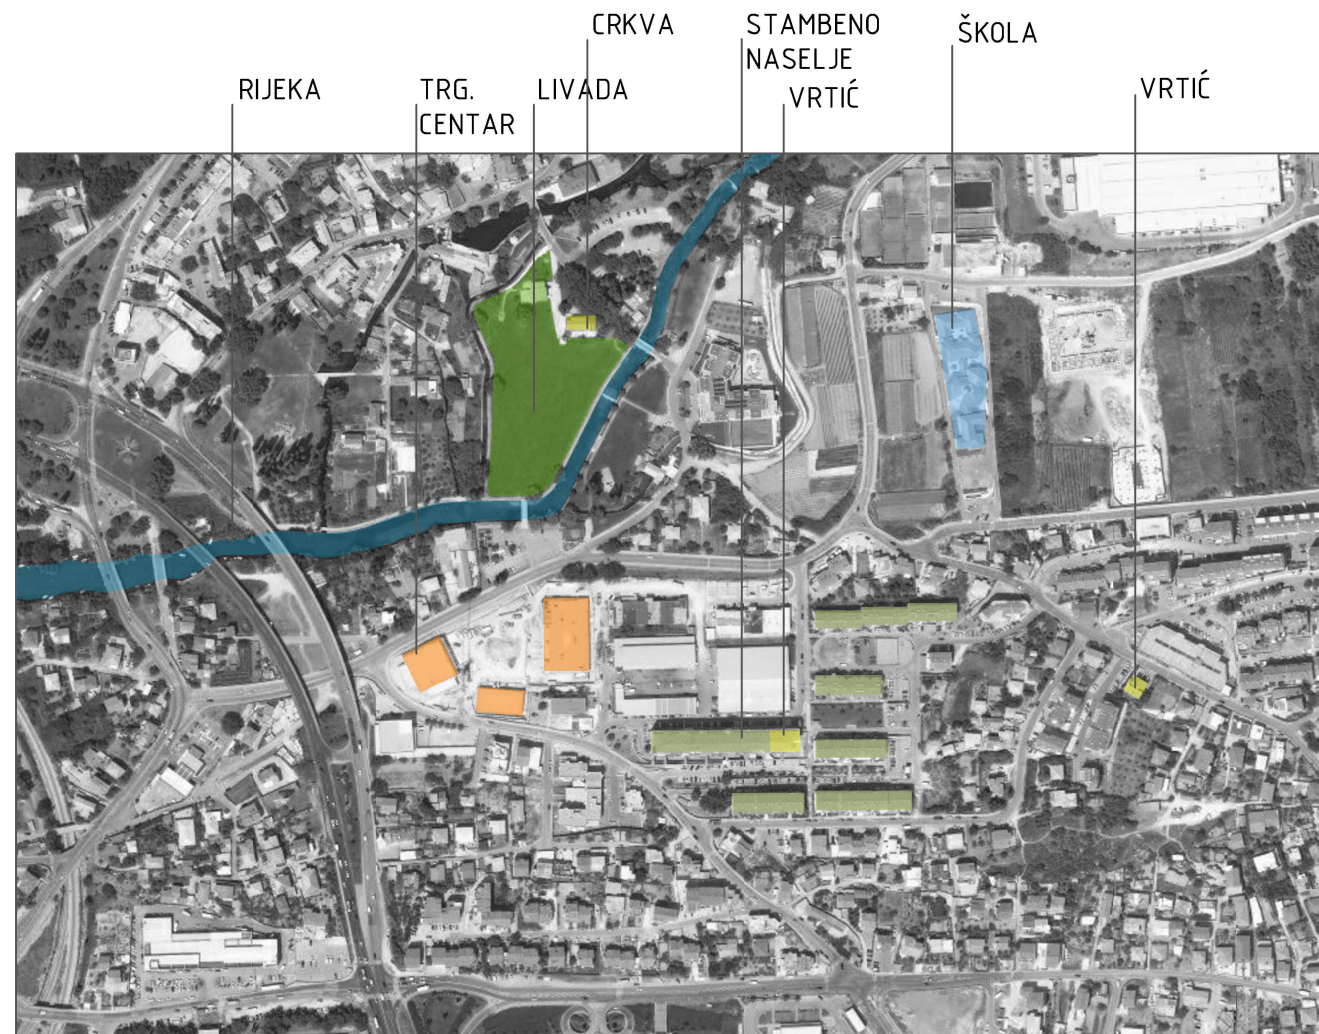 CRKVA
STAMBENO
NASELJE
ŠKOLA
RIJEKA
TRG.
CENTAR
LIVADA
VRTIĆ
VRTIĆ